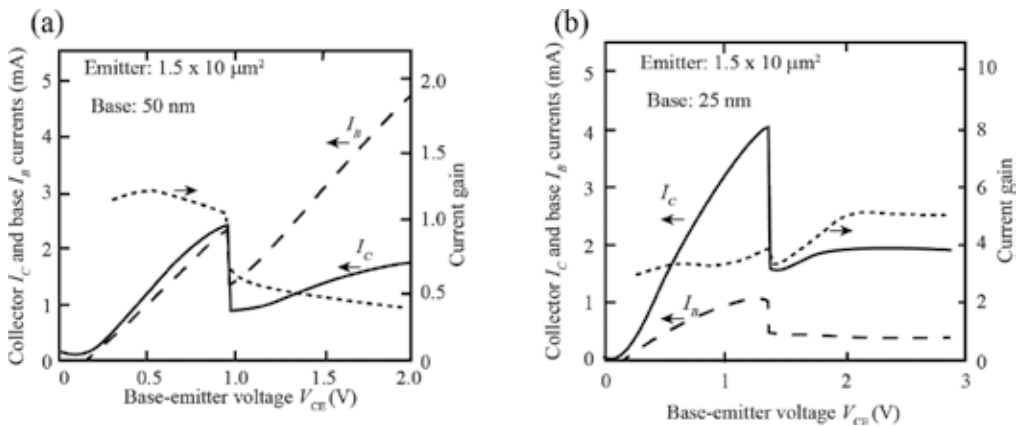 (a)
Emitter: 1.5 x 10 μm²
Base: 50 nm
I_B
I_C
Collector I_C and base I_B currents (mA)
5
4
3
2
1
0
2.0
1.5
1.0
0.5
0
Current gain
0 0.5 1.0 1.5 2.0
Base-emitter voltage V_CE (V)
(b)
Emitter: 1.5 x 10 μm²
Base: 25 nm
I_C
I_B
Collector I_C and base I_B currents (mA)
5
4
3
2
1
0
10
8
6
4
2
0
Current gain
0 1 2 3
Base-emitter voltage V_CE (V)